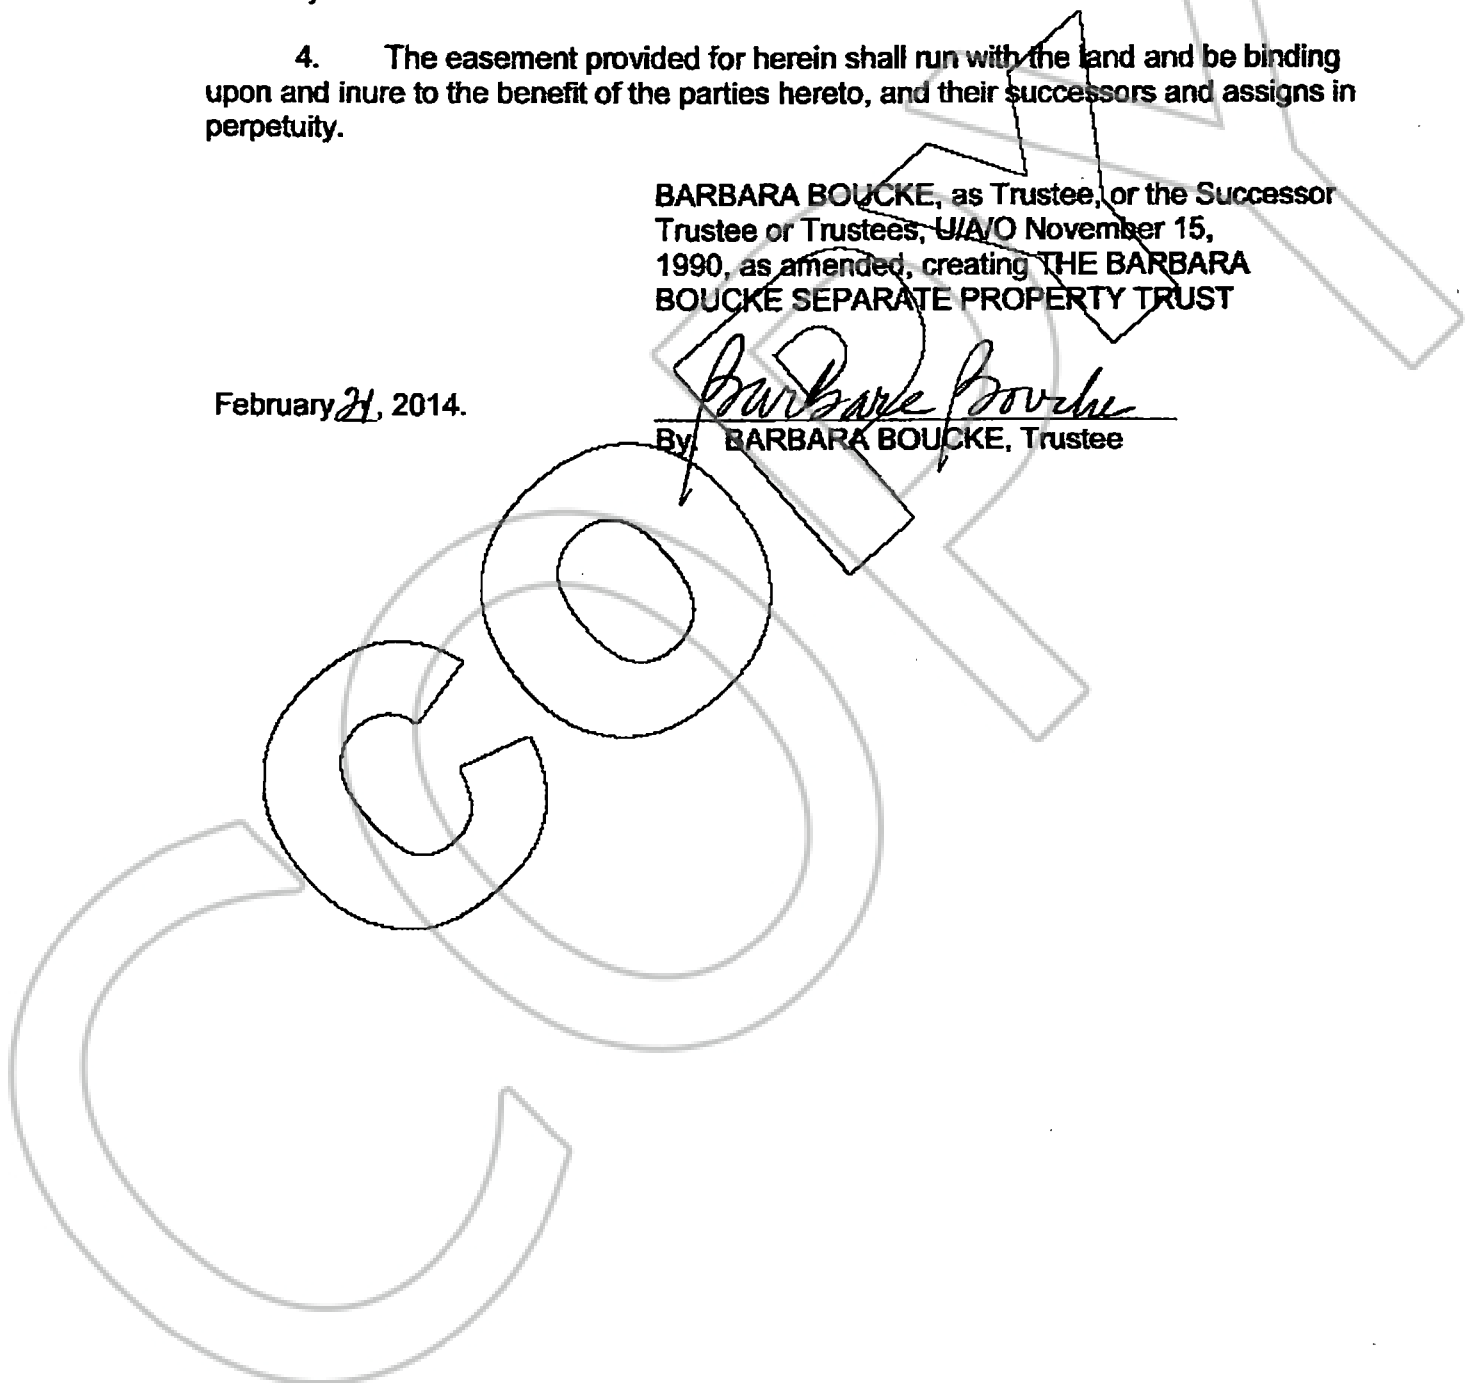 4. The easement provided for herein shall run with the land and be binding
upon and inure to the benefit of the parties hereto, and their successors and assigns in
perpetuity.
BARBARA BOUCKE, as Trustee, or the Successor
Trustee or Trustees, U/A/O November 15,
1990, as amended, creating THE BARBARA
BOUCKE SEPARATE PROPERTY TRUST
Barbara Boucke
February 21, 2014.
By: BARBARA BOUCKE, Trustee
COPY
COPY